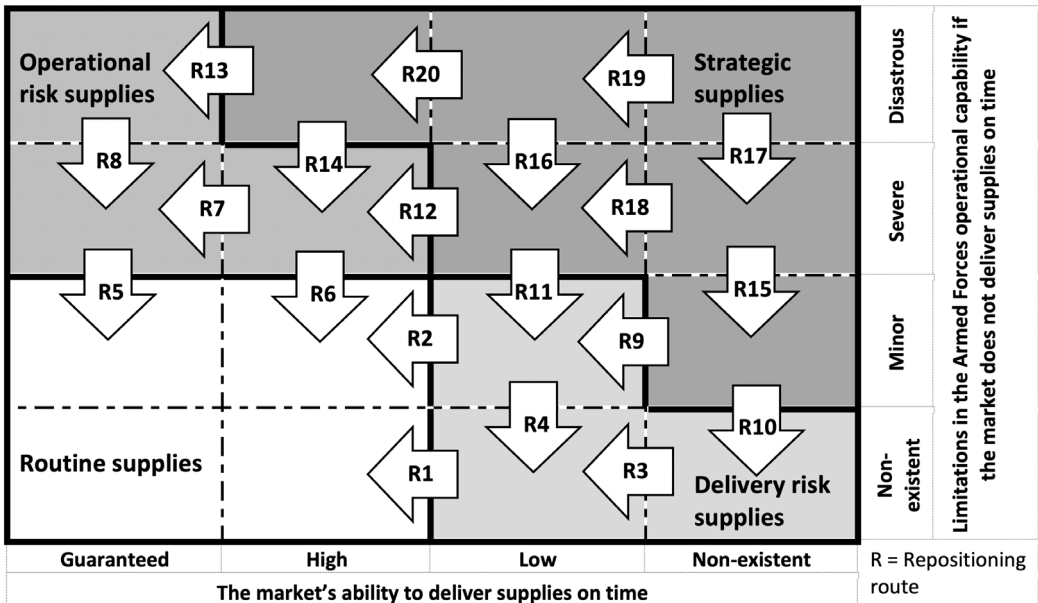 Operational
risk supplies
R13
R20
R19
Strategic
supplies
R8
R14
R16
R17
R7
R12
R18
R5
R6
R11
R15
R2
R9
R4
R10
Routine supplies
R1
R3
Delivery risk
supplies
Disastrous
Severe
Minor
Non-
existent
Limitations in the Armed Forces operational capability if
the market does not deliver supplies on time
Guaranteed
High
Low
Non-existent
The market’s ability to deliver supplies on time
R = Repositioning
route